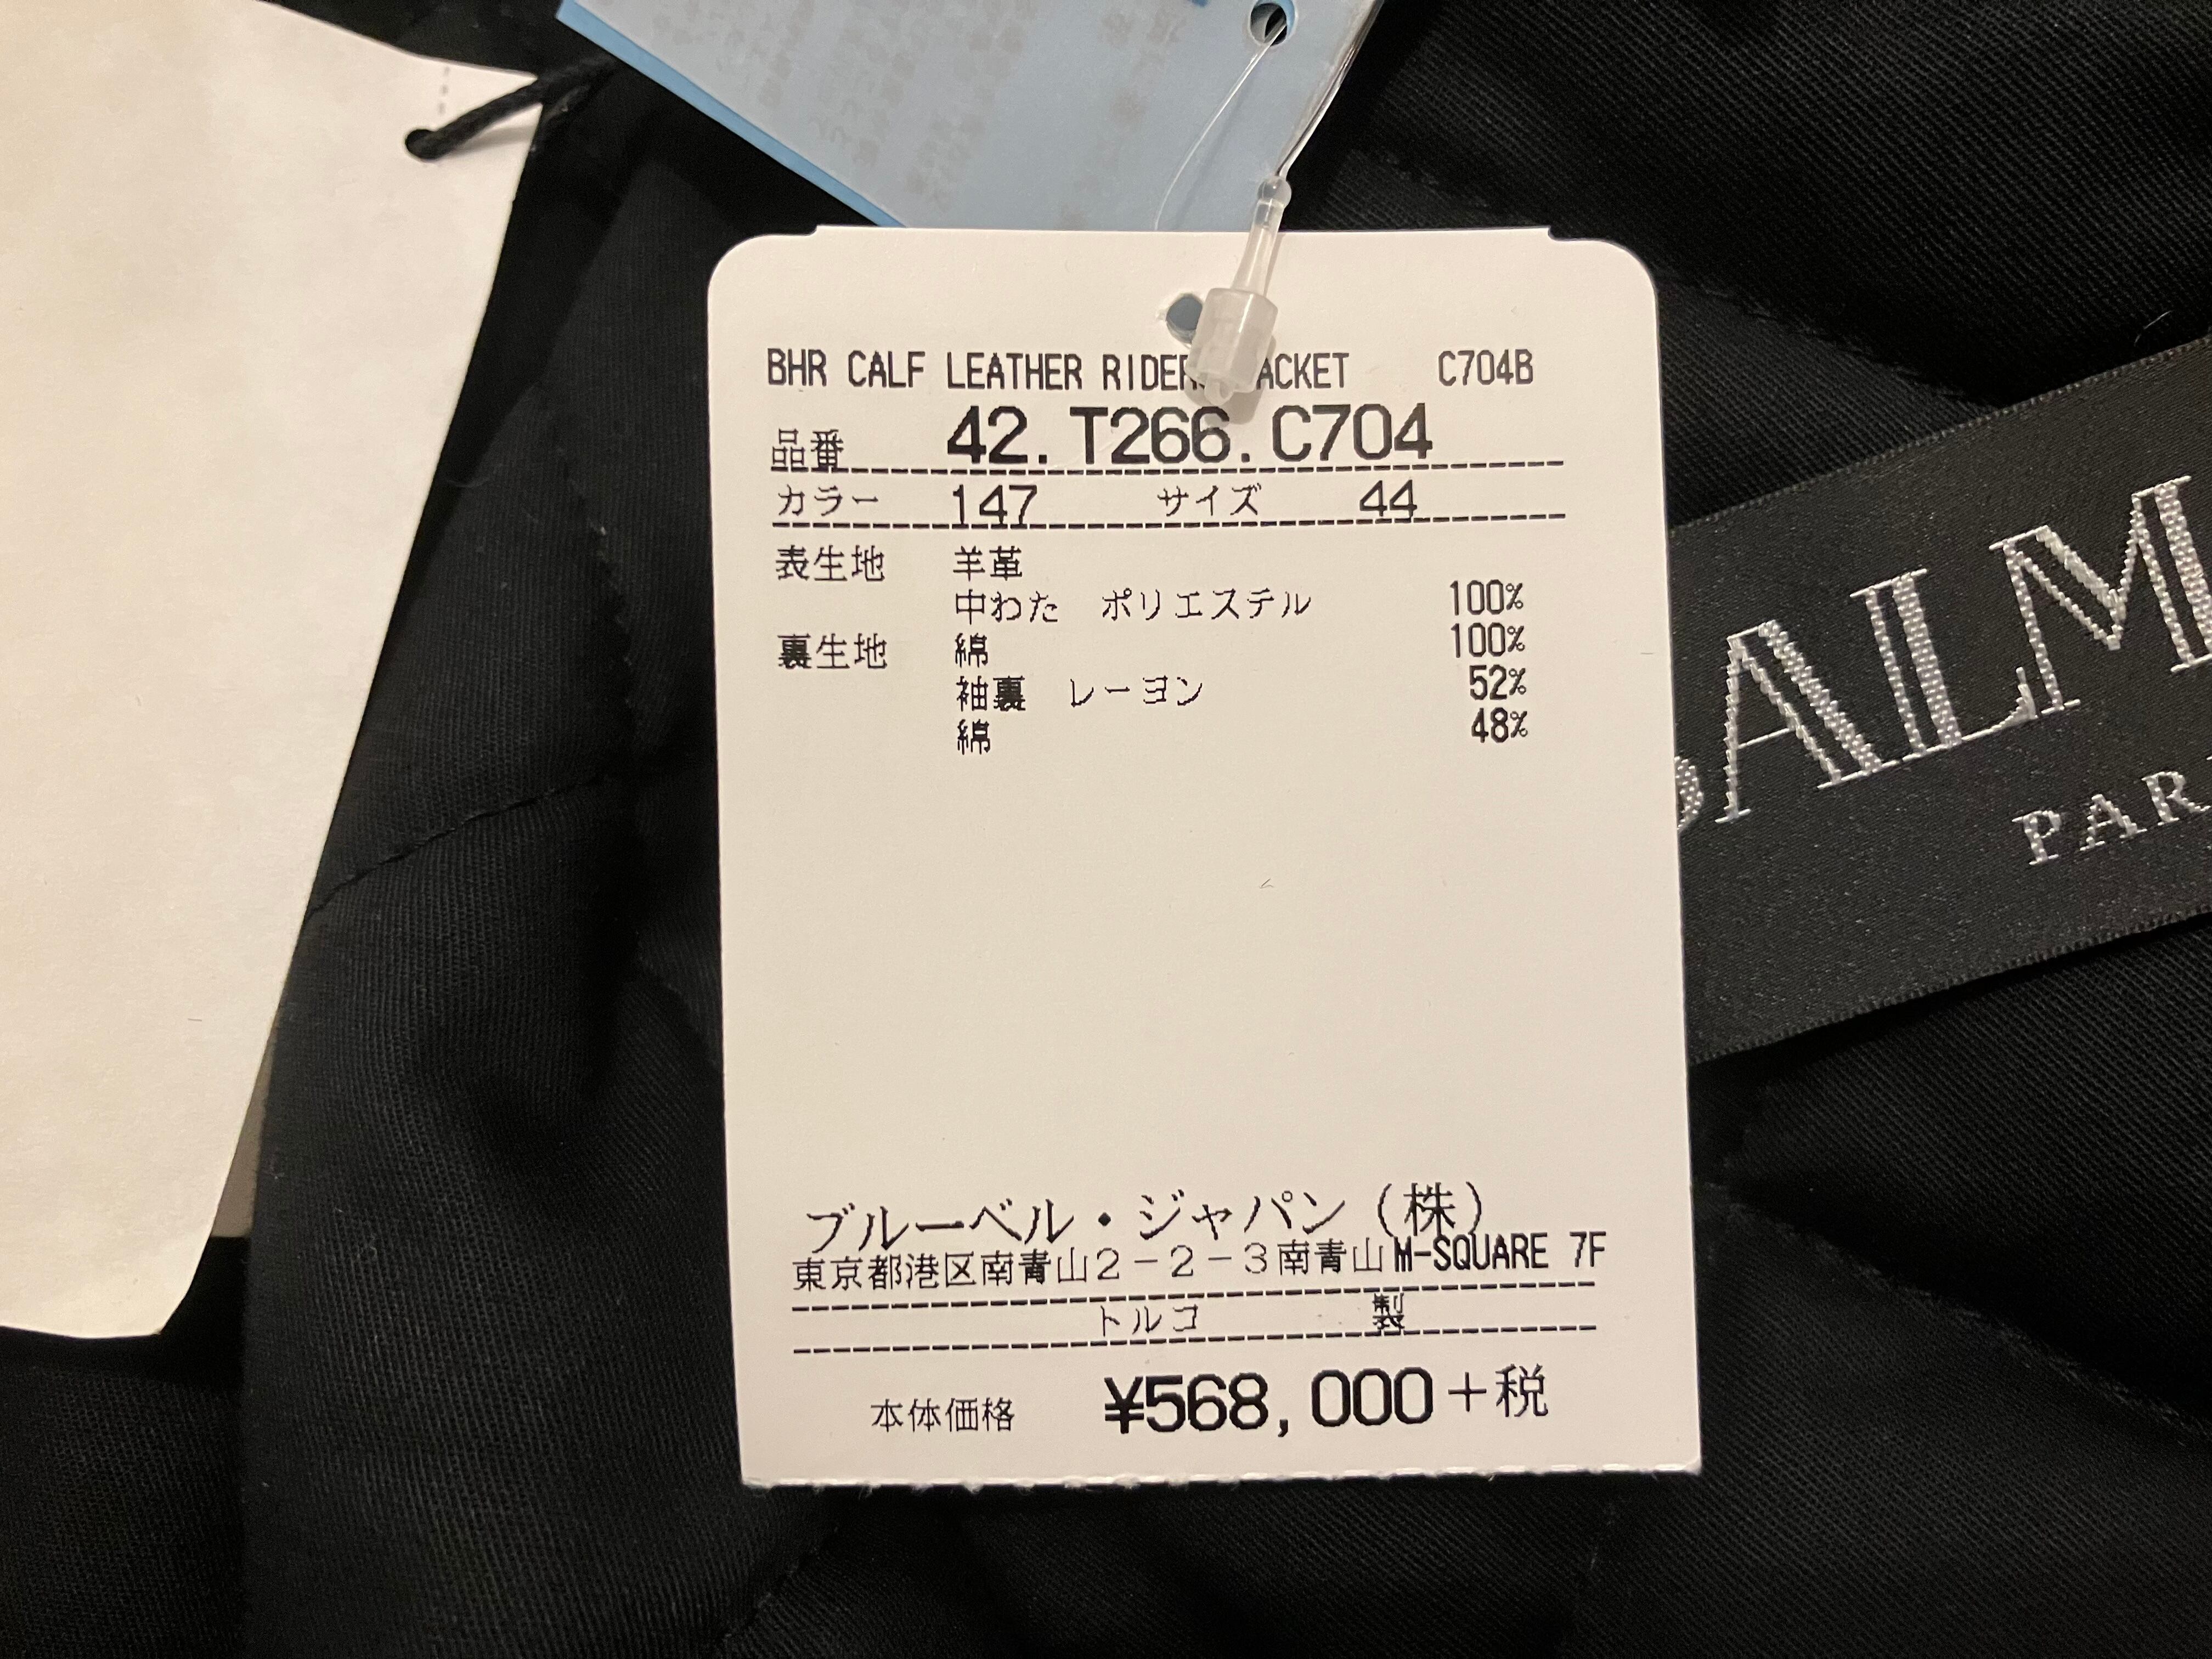 BHR CALF LEATHER C704B
品番 42.T266.C704
カラー 147 サイズ 44
表生地 羊革
中わた ポリエステル 100%
裏生地 綿 100%
袖裏 レーヨン 52%
綿 48%
ブルーベル・ジャパン(株)
東京都港区南青山2-2-3南青山M-SQUARE 7F
トルコ 製
本体価格 ¥568,000+税